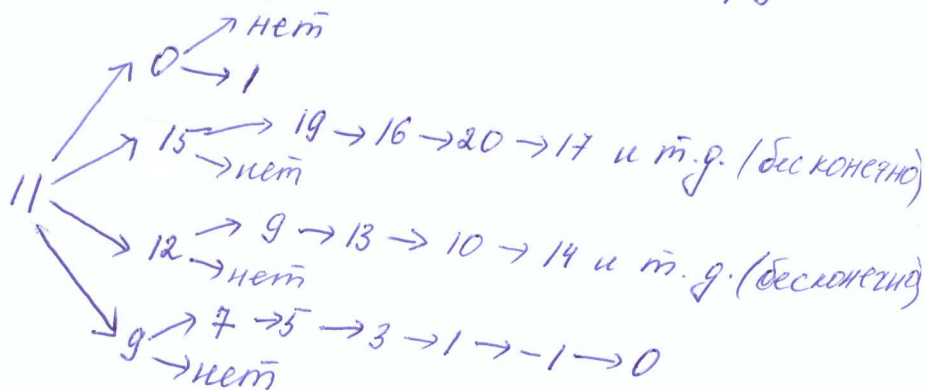 нет
0
1
15 → 19 → 16 → 20 → 17 и т.д. (бесконечно)
нет
11
12 → 9 → 13 → 10 → 14 и т.д. (бесконечно)
нет
9 → 7 → 5 → 3 → 1 → -1 → 0
нет